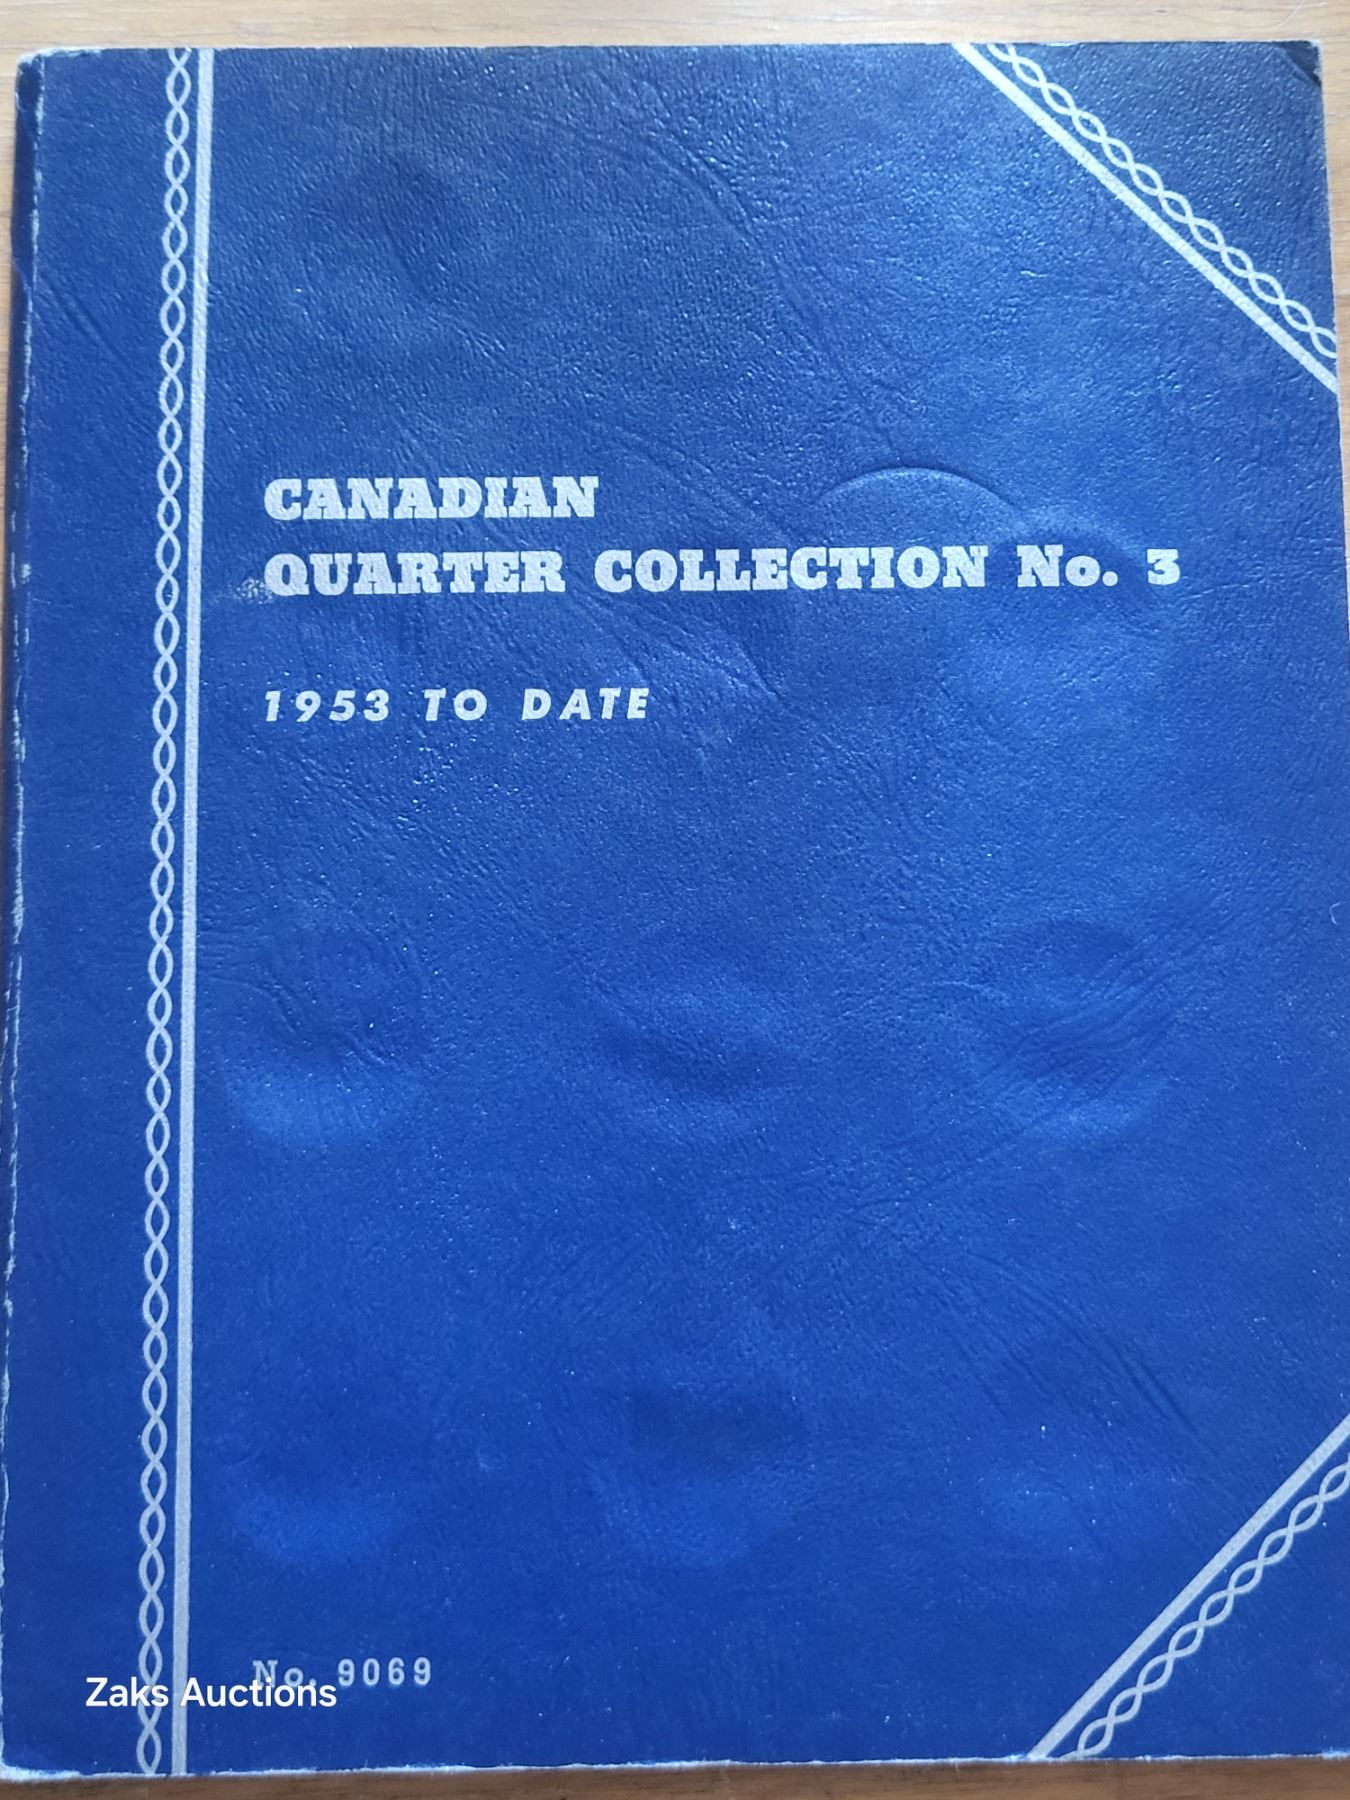 CANADIAN
QUARTER COLLECTION No. 3
1953 TO DATE
No. 9069
Zaks Auctions